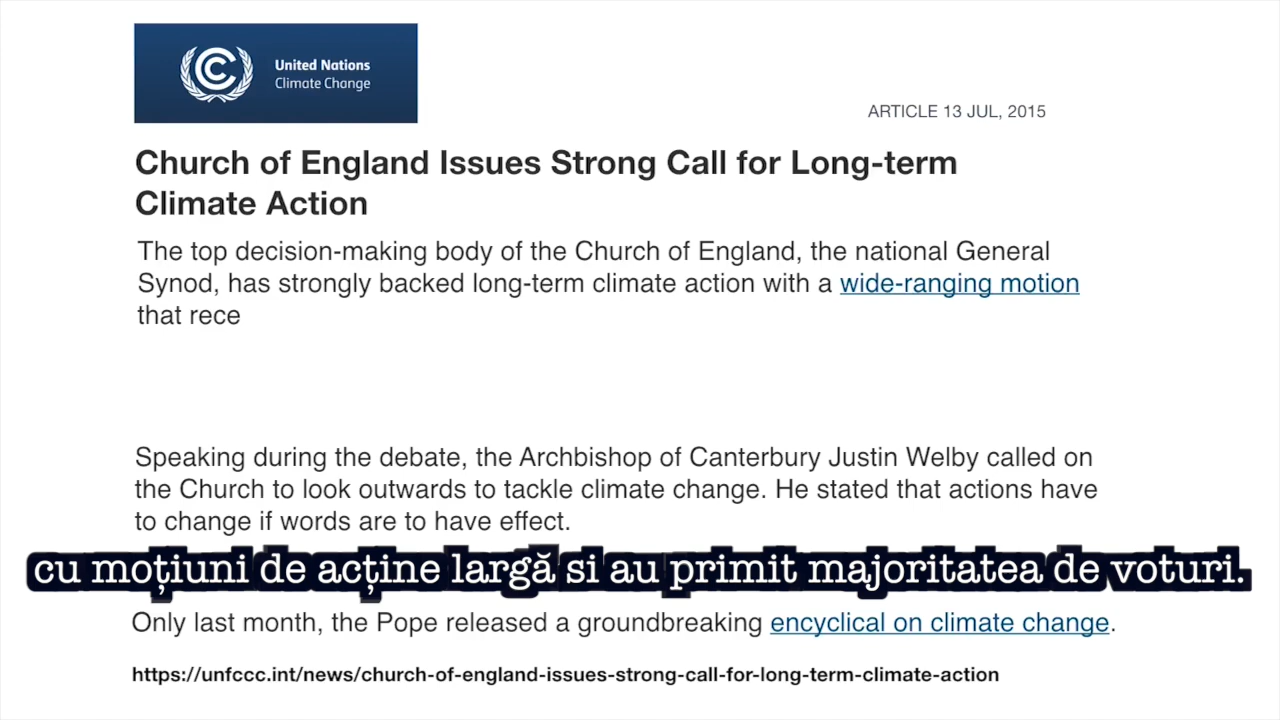 United Nations
Climate Change
ARTICLE 13 JUL, 2015
Church of England Issues Strong Call for Long-term
Climate Action
The top decision-making body of the Church of England, the national General
Synod, has strongly backed long-term climate action with a wide-ranging motion
that rece
Speaking during the debate, the Archbishop of Canterbury Justin Welby called on
the Church to look outwards to tackle climate change. He stated that actions have
to change if words are to have effect.
cu moțiuni de acține largă si au primit majoritatea de voturi.
Only last month, the Pope released a groundbreaking encyclical on climate change.
https://unfccc.int/news/church-of-england-issues-strong-call-for-long-term-climate-action